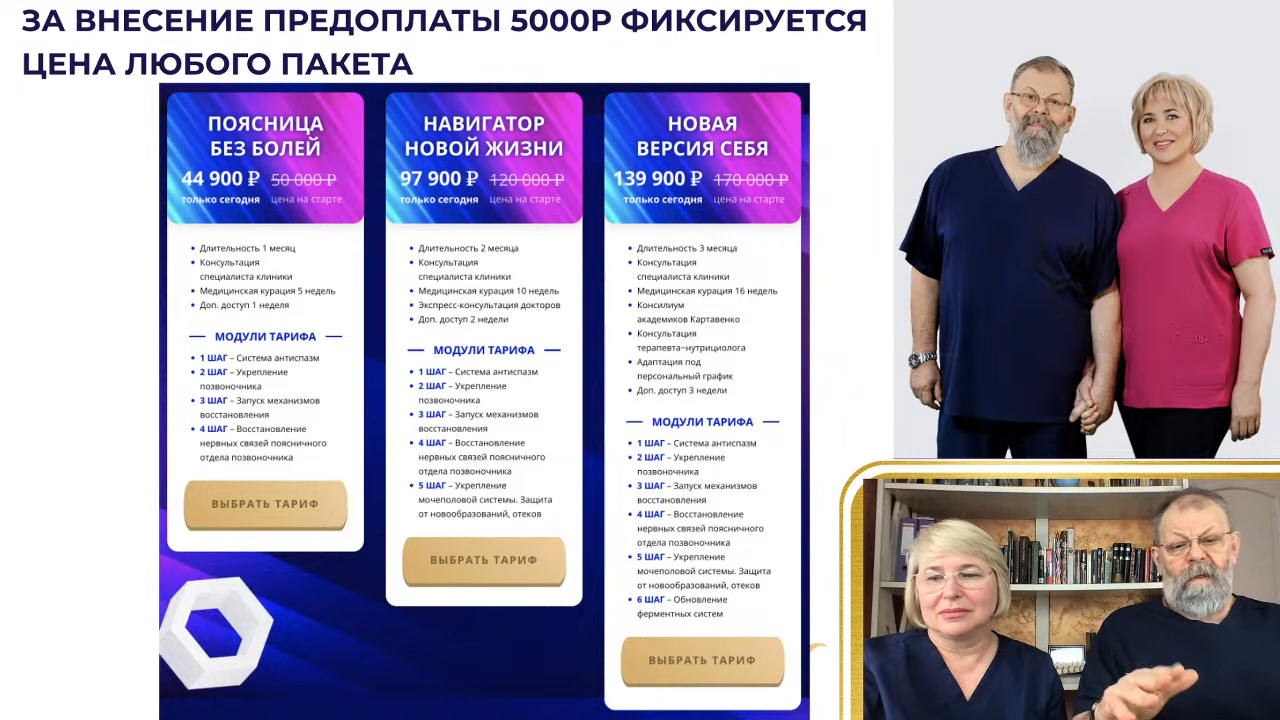 ЗА ВНЕСЕНИЕ ПРЕДОПЛАТЫ 5000Р ФИКСИРУЕТСЯ
ЦЕНА ЛЮБОГО ПАКЕТА
ПОЯСНИЦА
БЕЗ БОЛЕЙ
44 900 ₽ 50 000 ₽
только сегодня цена на старте
Длительность 1 месяц
Консультация
специалиста клиники
Медицинская курация 5 недель
Доп. доступ 1 неделя
МОДУЛИ ТАРИФА
1 ШАГ – Система антиспазм
2 ШАГ – Укрепление
позвоночника
3 ШАГ – Запуск механизмов
восстановления
4 ШАГ – Восстановление
нервных связей поясничного
отдела позвоночника
ВЫБРАТЬ ТАРИФ
НАВИГАТОР
НОВОЙ ЖИЗНИ
97 900 ₽ 120 000 ₽
только сегодня цена на старте
Длительность 2 месяца
Консультация
специалиста клиники
Медицинская курация 10 недель
Экспресс-консультация докторов
Доп. доступ 2 недели
МОДУЛИ ТАРИФА
1 ШАГ – Система антиспазм
2 ШАГ – Укрепление
позвоночника
3 ШАГ – Запуск механизмов
восстановления
4 ШАГ – Восстановление
нервных связей поясничного
отдела позвоночника
5 ШАГ – Укрепление
мочеполовой системы. Защита
от новообразований, отеков
ВЫБРАТЬ ТАРИФ
НОВАЯ
ВЕРСИЯ СЕБЯ
139 900 ₽ 170 000 ₽
только сегодня цена на старте
Длительность 3 месяца
Консультация
специалиста клиники
Медицинская курация 16 недель
Консилиум
академиков Картавенко
Консультация
терапевта-нутрициолога
Адаптация под
персональный график
Доп. доступ 3 недели
МОДУЛИ ТАРИФА
1 ШАГ – Система антиспазм
2 ШАГ – Укрепление
позвоночника
3 ШАГ – Запуск механизмов
восстановления
4 ШАГ – Восстановление
нервных связей поясничного
отдела позвоночника
5 ШАГ – Укрепление
мочеполовой системы. Защита
от новообразований, отеков
6 ШАГ – Обновление
ферментных систем
ВЫБРАТЬ ТАРИФ